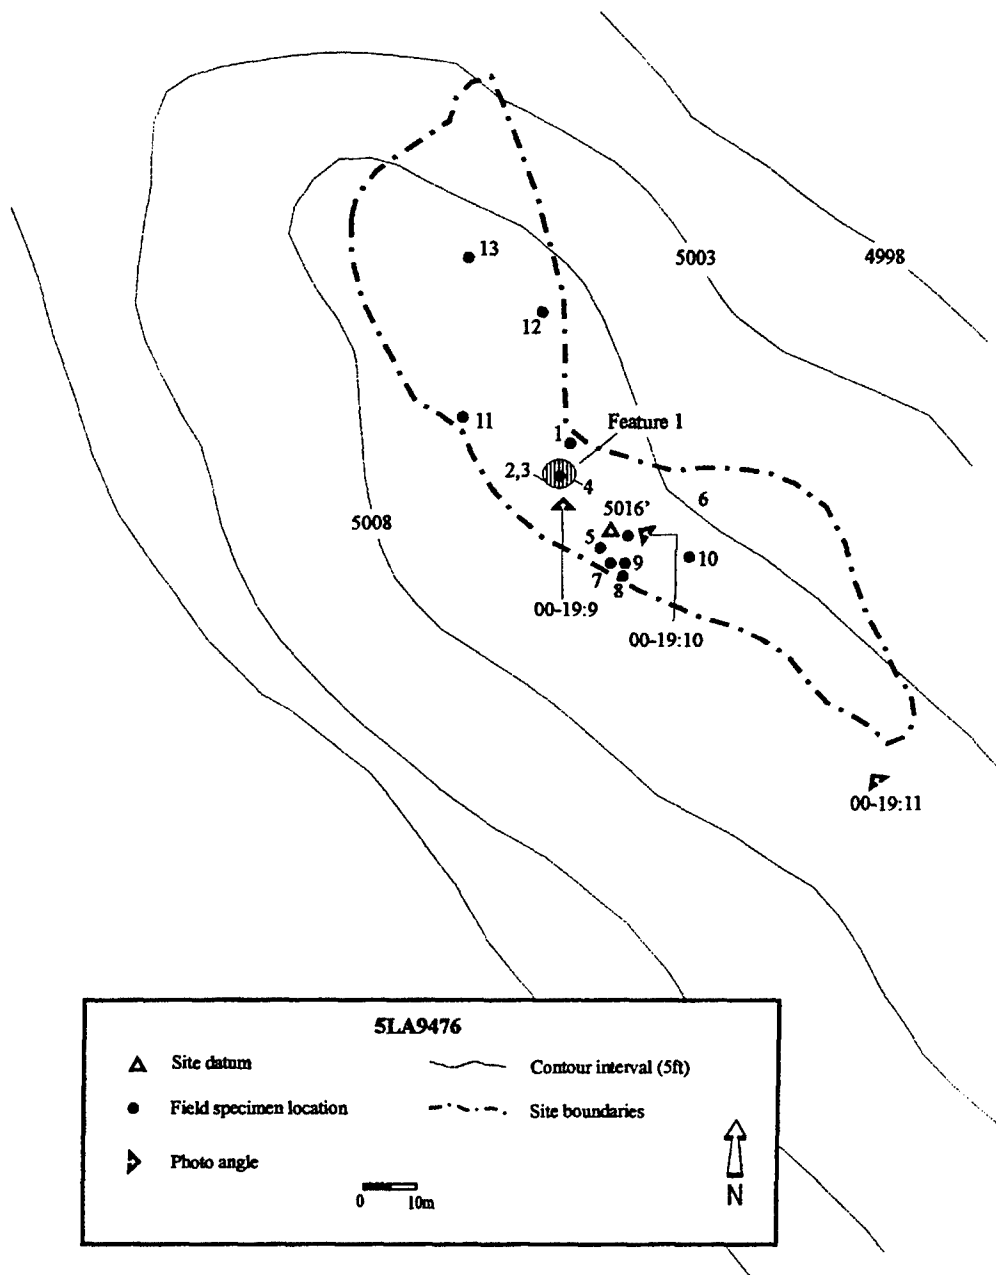 13
5003
4998
12
11
1
Feature 1
2,3
4
6
5016'
5008
5
9
10
7
8
00-19:9
00-19:10
00-19:11
5LA9476
Site datum
Contour interval (5ft)
Field specimen location
Site boundaries
Photo angle
0
10m
N